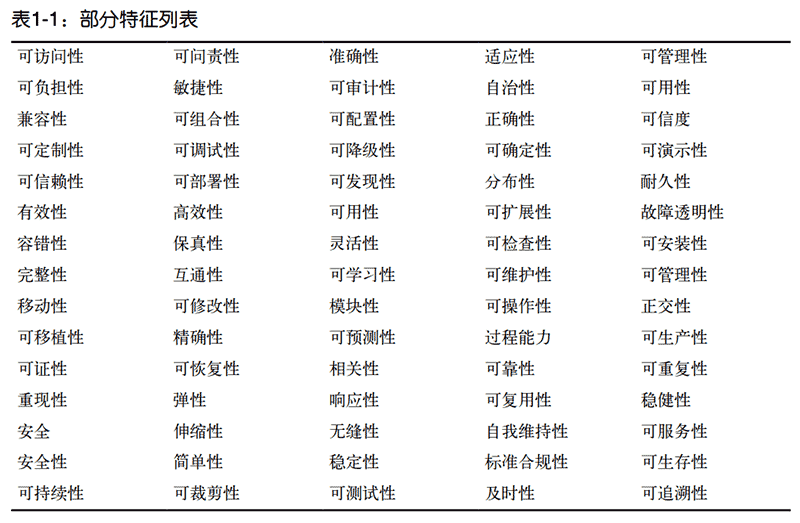 表1-1：部分特征列表
可访问性 可问责性 准确性 适应性 可管理性
可负担性 敏捷性 可审计性 自治性 可用性
兼容性 可组合性 可配置性 正确性 可信度
可定制性 可调试性 可降级性 可确定性 可演示性
可信赖性 可部署性 可发现性 分布性 耐久性
有效性 高效性 可用性 可扩展性 故障透明性
容错性 保真性 灵活性 可检查性 可安装性
完整性 互通性 可学习性 可维护性 可管理性
移动性 可修改性 模块性 可操作性 正交性
可移植性 精确性 可预测性 过程能力 可生产性
可证性 可恢复性 相关性 可靠性 可重复性
重现性 弹性 响应性 可复用性 稳健性
安全 伸缩性 无缝性 自我维持性 可服务性
安全性 简单性 稳定性 标准合规性 可生存性
可持续性 可裁剪性 可测试性 及时性 可追溯性